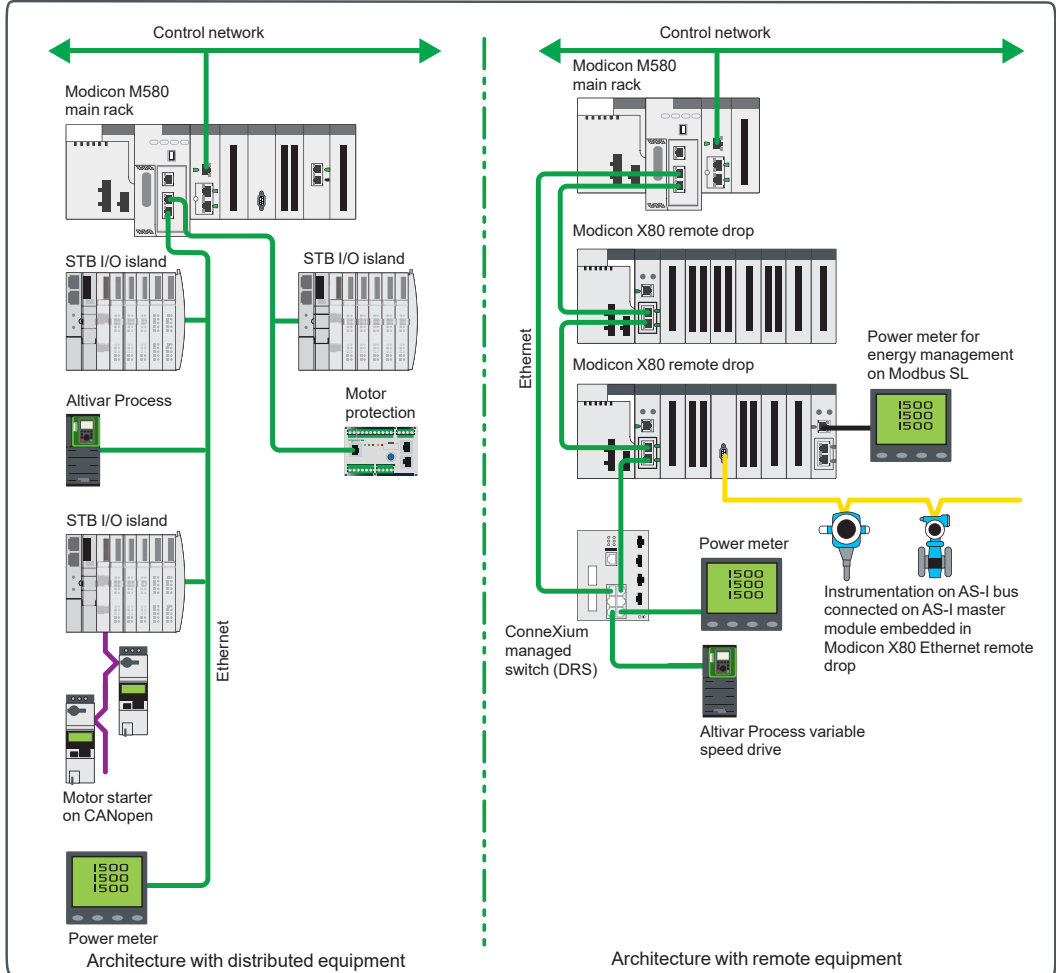 Control network
Modicon M580
main rack
STB I/O island
STB I/O island
Altivar Process
Motor
protection
STB I/O island
Ethernet
Motor starter
on CANopen
1500
1500
1500
Power meter
Architecture with distributed equipment
Control network
Modicon M580
main rack
Modicon X80 remote drop
Ethernet
Modicon X80 remote drop
Power meter for
energy management
on Modbus SL
1500
1500
1500
Power meter
1500
1500
1500
Instrumentation on AS-I bus
connected on AS-I master
module embedded in
Modicon X80 Ethernet remote
drop
ConneXium
managed
switch (DRS)
Altivar Process variable
speed drive
Architecture with remote equipment